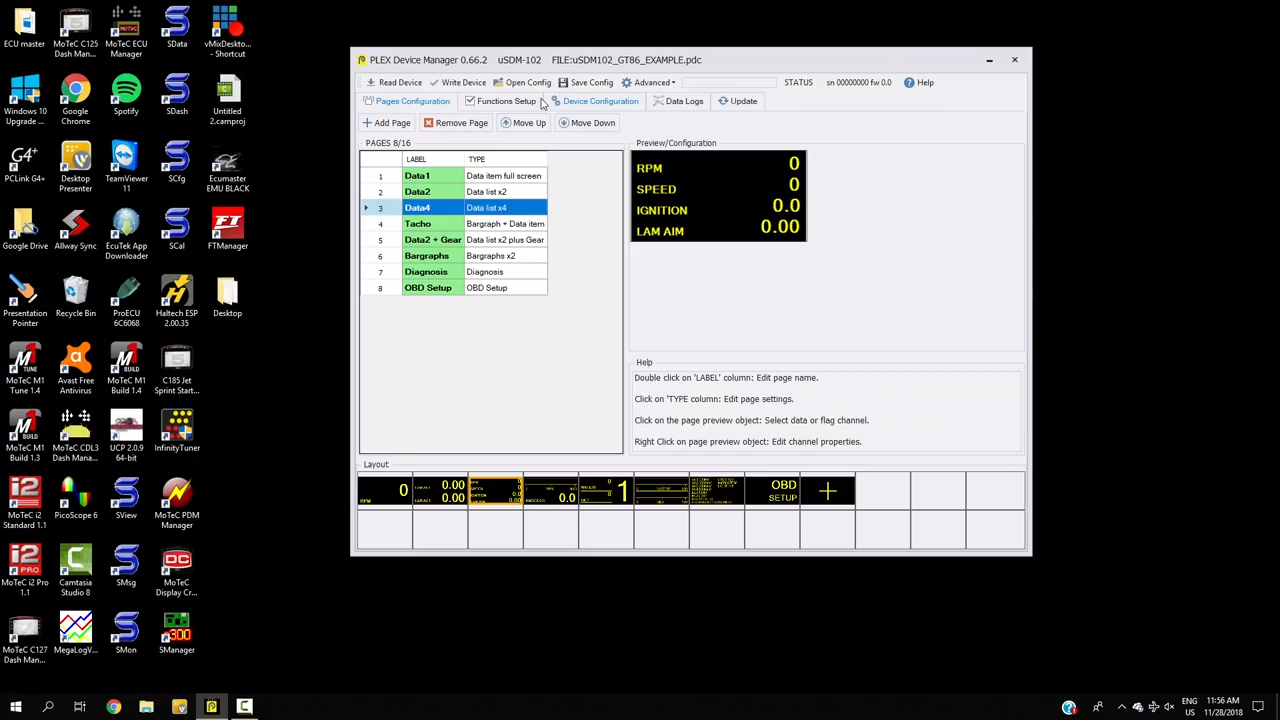 ECU master
MoTeC C125 Dash Man...
MoTeC ECU Manager
SData
vMixDeskto... - Shortcut
Windows 10 Upgrade ...
Google Chrome
Spotify
SDash
Untitled 2.camproj
PCLink G4+
Desktop Presenter
TeamViewer 11
SCfg
Ecumaster EMU BLACK
Google Drive
Allway Sync
EcuTek App Downloader
SCal
FTManager
Presentation Pointer
Recycle Bin
ProECU 6C6068
Haltech ESP 2.00.35
Desktop
MoTeC M1 Tune 1.4
Avast Free Antivirus
MoTeC M1 Build 1.4
C185 Jet Sprint Start...
MoTeC M1 Build 1.3
MoTeC CDL3 Dash Mana...
UCP 2.0.9 64-bit
InfinityTuner
MoTeC i2 Standard 1.1
PicoScope 6
SView
MoTeC PDM Manager
MoTeC i2 Pro 1.1
Camtasia Studio 8
SMsg
MoTeC Display Cr...
MoTeC C127 Dash Man...
MegaLogV...
SMon
SManager
PLEX Device Manager 0.66.2 uSDM-102 FILE:uSDM102_GT86_EXAMPLE.pdc
Read Device Write Device Open Config Save Config Advanced STATUS sn 00000000 fw 0.0 Help
Pages Configuration Functions Setup Device Configuration Data Logs Update
Add Page Remove Page Move Up Move Down
PAGES 8/16
LABEL TYPE
1 Data1 Data item full screen
2 Data2 Data list x2
3 Data4 Data list x4
4 Tacho Bargraph + Data item
5 Data2 + Gear Data list x2 plus Gear
6 Bargraphs Bargraphs x2
7 Diagnosis Diagnosis
8 OBD Setup OBD Setup
Preview/Configuration
RPM 0
SPEED 0
IGNITION 0.0
LAM AIM 0.00
Help
Double click on 'LABEL' column: Edit page name.
Click on 'TYPE column: Edit page settings.
Click on the page preview object: Select data or flag channel.
Right Click on page preview object: Edit channel properties.
Layout
RPM 0
0.00
0.00
0.0
1
OBD
SETUP
ENG
US
11:56 AM
11/28/2018